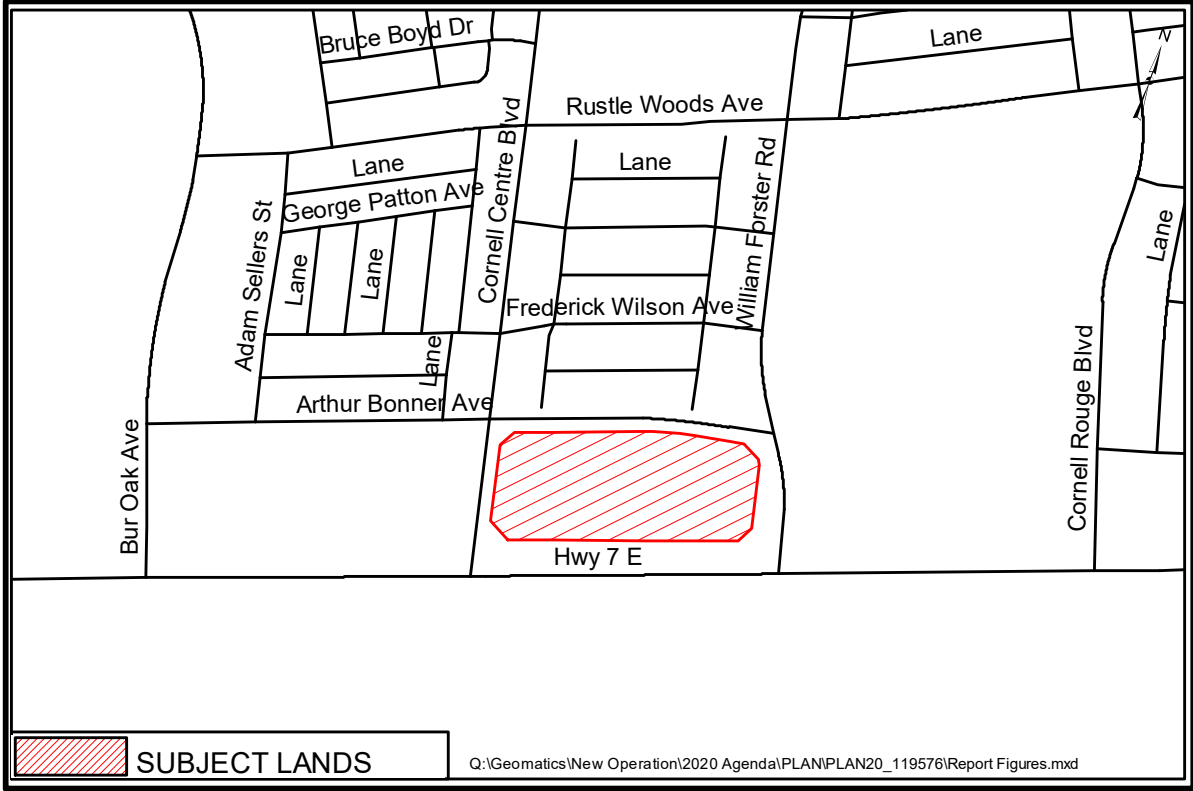 Bruce Boyd Dr
Lane
N
Rustle Woods Ave
Cornell Centre Blvd
Lane
Lane
William Forster Rd
George Patton Ave
Adam Sellers St
Lane
Lane
Lane
Frederick Wilson Ave
Lane
Arthur Bonner Ave
Cornell Rouge Blvd
Bur Oak Ave
Hwy 7 E
SUBJECT LANDS
Q:\Geomatics\New Operation\2020 Agenda\PLAN\PLAN20_119576\Report Figures.mxd